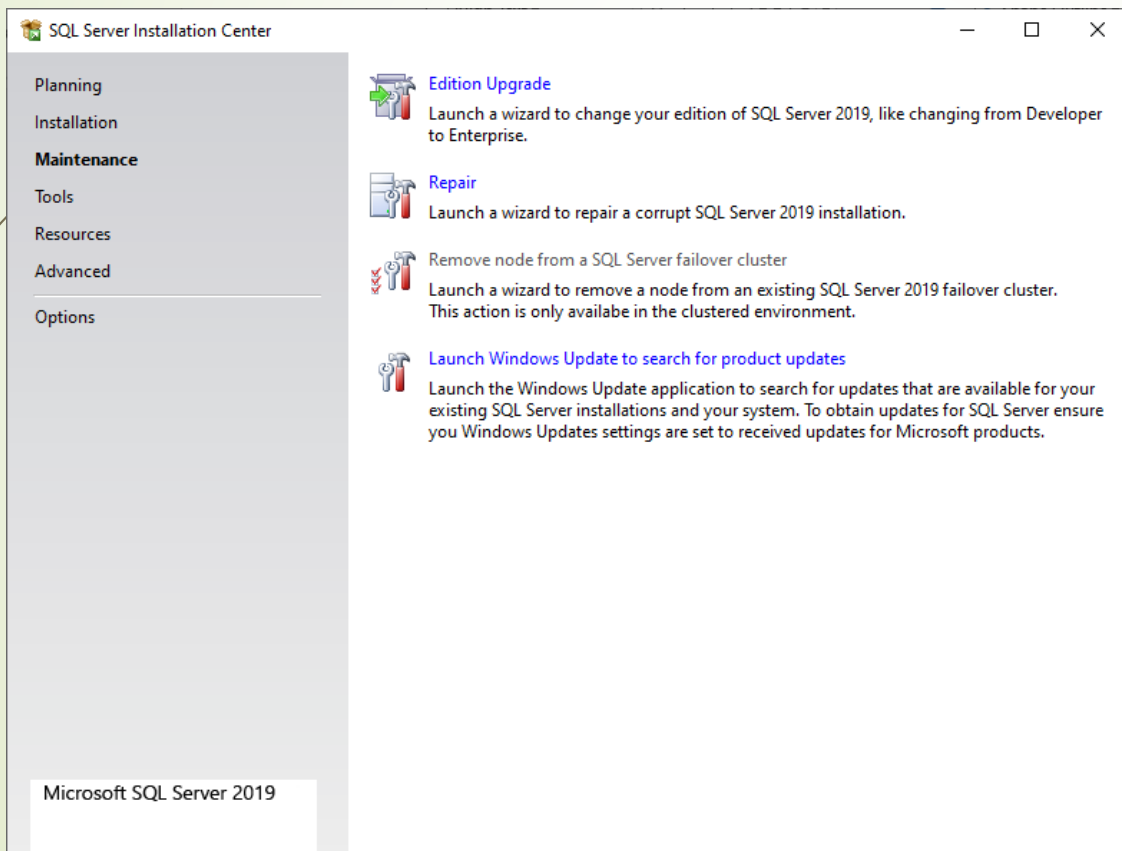 SQL Server Installation Center
Planning
Installation
Maintenance
Tools
Resources
Advanced
Options
Microsoft SQL Server 2019
Edition Upgrade
Launch a wizard to change your edition of SQL Server 2019, like changing from Developer
to Enterprise.
Repair
Launch a wizard to repair a corrupt SQL Server 2019 installation.
Remove node from a SQL Server failover cluster
Launch a wizard to remove a node from an existing SQL Server 2019 failover cluster.
This action is only availabe in the clustered environment.
Launch Windows Update to search for product updates
Launch the Windows Update application to search for updates that are available for your
existing SQL Server installations and your system. To obtain updates for SQL Server ensure
you Windows Updates settings are set to received updates for Microsoft products.